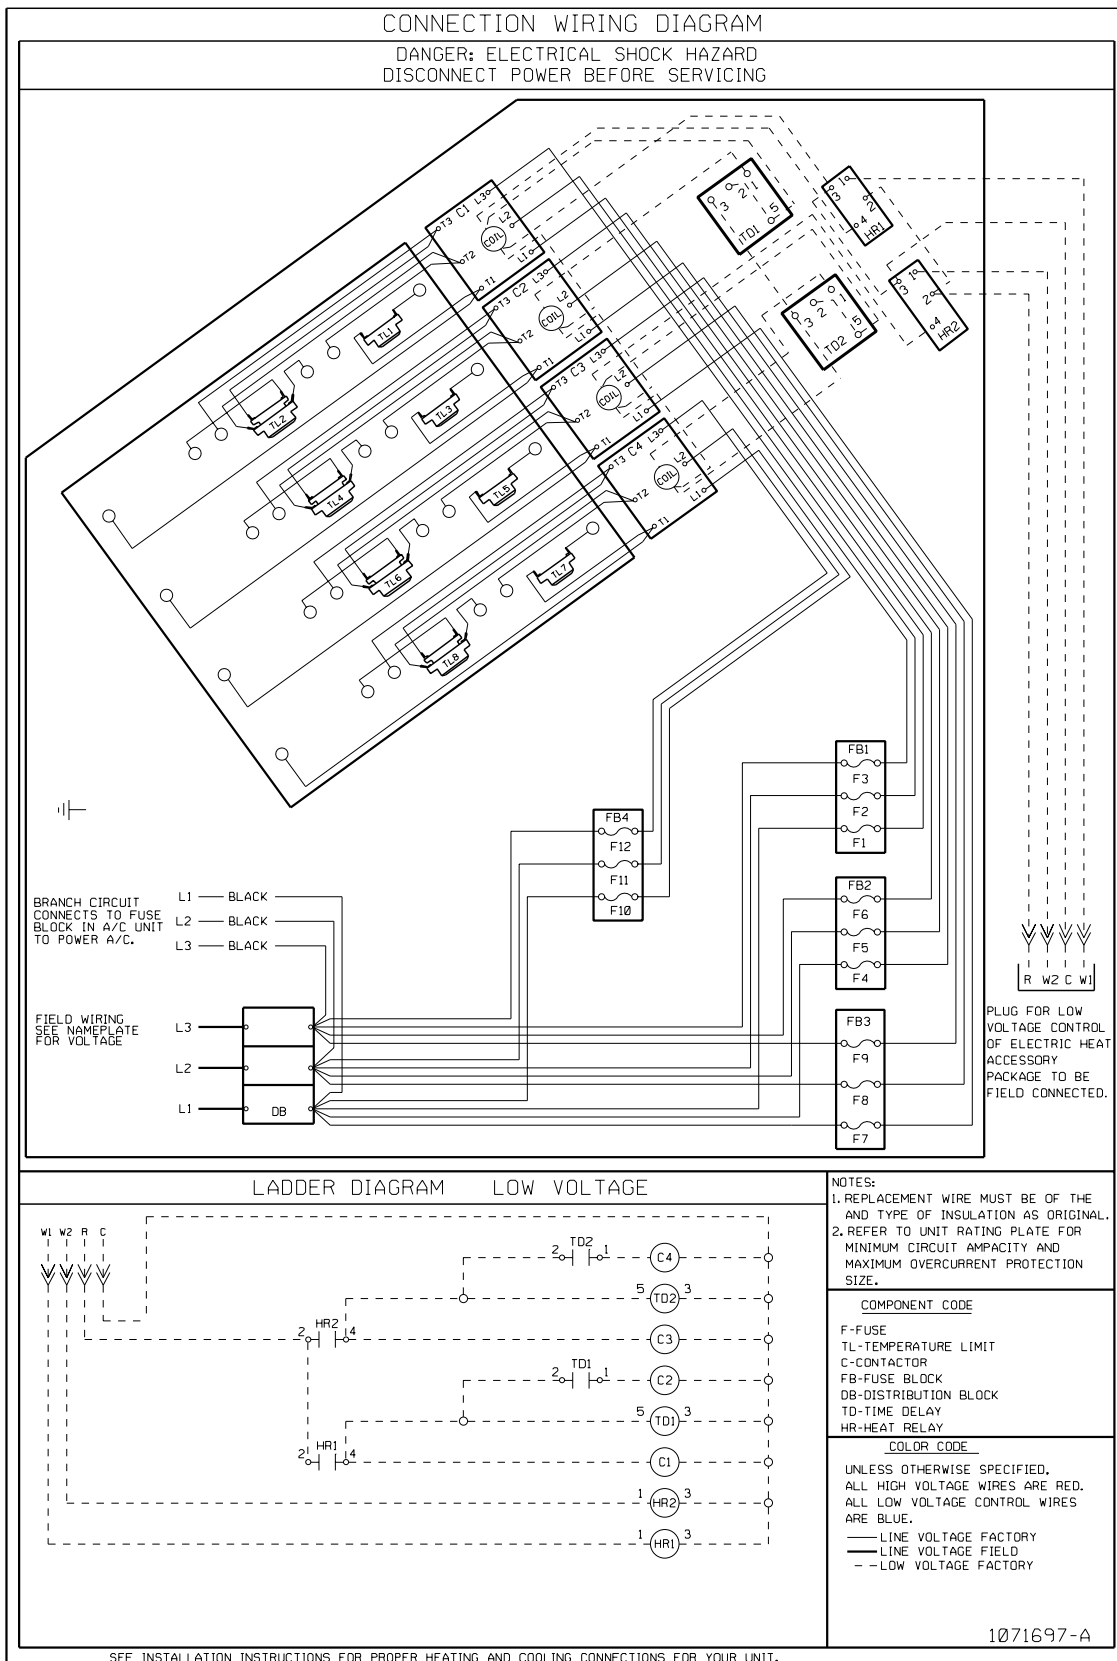 CONNECTION WIRING DIAGRAM
DANGER: ELECTRICAL SHOCK HAZARD
DISCONNECT POWER BEFORE SERVICING
T3 C1 L3
L2
COIL
T2
L1
T1
T3 C2 L3
L2
COIL
T2
L1
T1
T3 C3 L3
L2
COIL
T2
L1
T1
T3 C4 L3
L2
COIL
T2
L1
T1
3 2 1
TD1 5
3 1
2
4
HR1
3 2 1
TD2 5
3 1
2
4
HR2
TL1
TL2
TL3
TL4
TL5
TL6
TL7
TL8
FB1
F3
F2
F1
FB4
F12
F11
F10
FB2
F6
F5
F4
FB3
F9
F8
F7
BRANCH CIRCUIT
CONNECTS TO FUSE
BLOCK IN A/C UNIT
TO POWER A/C.
L1 BLACK
L2 BLACK
L3 BLACK
FIELD WIRING
SEE NAMEPLATE
FOR VOLTAGE
L3
L2
L1
DB
R W2 C W1
PLUG FOR LOW
VOLTAGE CONTROL
OF ELECTRIC HEAT
ACCESSORY
PACKAGE TO BE
FIELD CONNECTED.
LADDER DIAGRAM LOW VOLTAGE
W1 W2 R C
TD2
2 1 C4
5 TD2 3
HR2
2 4 C3
TD1
2 1 C2
5 TD1 3
HR1
2 4 C1
1 HR2 3
1 HR1 3
NOTES:
1. REPLACEMENT WIRE MUST BE OF THE
AND TYPE OF INSULATION AS ORIGINAL.
2. REFER TO UNIT RATING PLATE FOR
MINIMUM CIRCUIT AMPACITY AND
MAXIMUM OVERCURRENT PROTECTION
SIZE.
COMPONENT CODE
F-FUSE
TL-TEMPERATURE LIMIT
C-CONTACTOR
FB-FUSE BLOCK
DB-DISTRIBUTION BLOCK
TD-TIME DELAY
HR-HEAT RELAY
COLOR CODE
UNLESS OTHERWISE SPECIFIED,
ALL HIGH VOLTAGE WIRES ARE RED.
ALL LOW VOLTAGE CONTROL WIRES
ARE BLUE.
LINE VOLTAGE FACTORY
LINE VOLTAGE FIELD
LOW VOLTAGE FACTORY
1071697-A
SEE INSTALLATION INSTRUCTIONS FOR PROPER HEATING AND COOLING CONNECTIONS FOR YOUR UNIT.